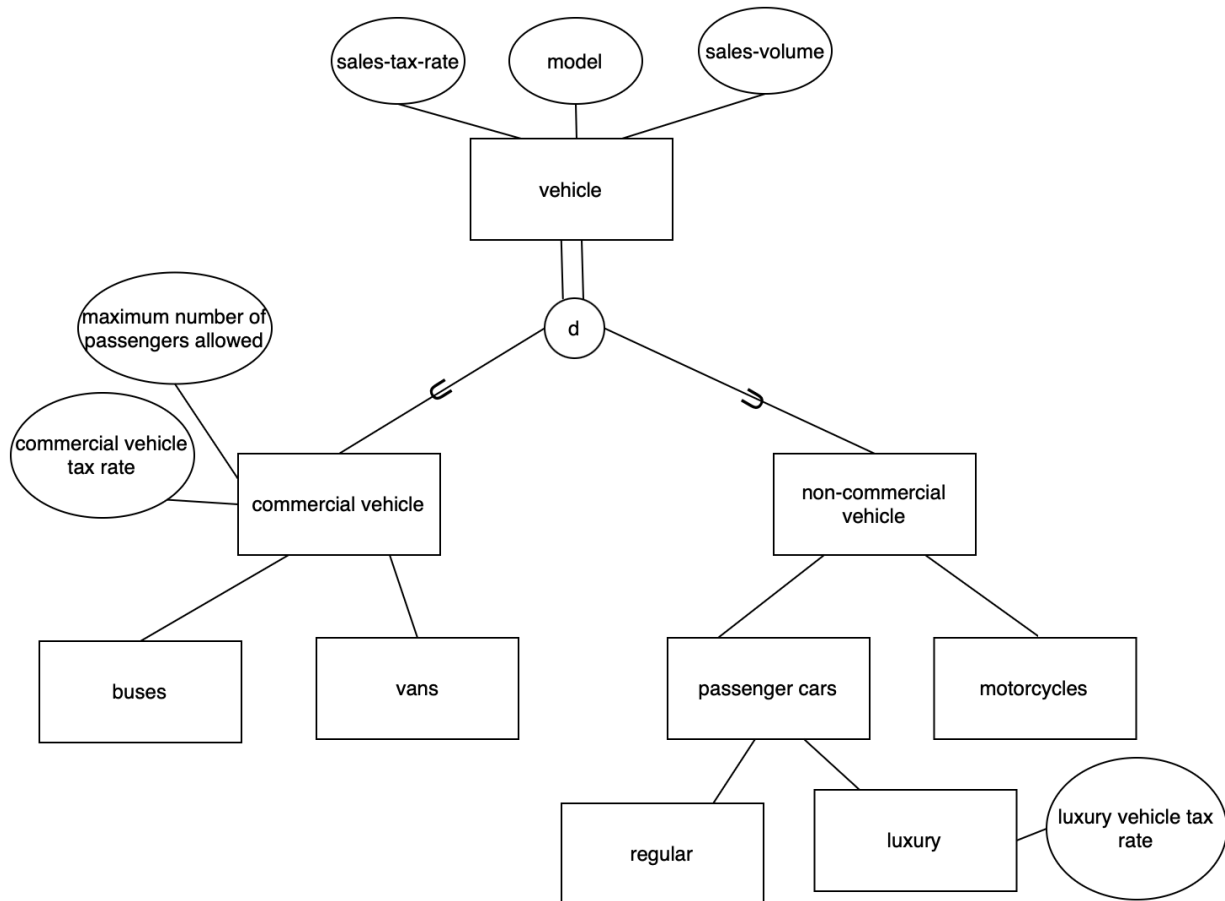 sales-tax-rate
model
sales-volume
vehicle
d
maximum number of
passengers allowed
commercial vehicle
tax rate
commercial vehicle
non-commercial
vehicle
buses
vans
passenger cars
motorcycles
regular
luxury
luxury vehicle tax
rate